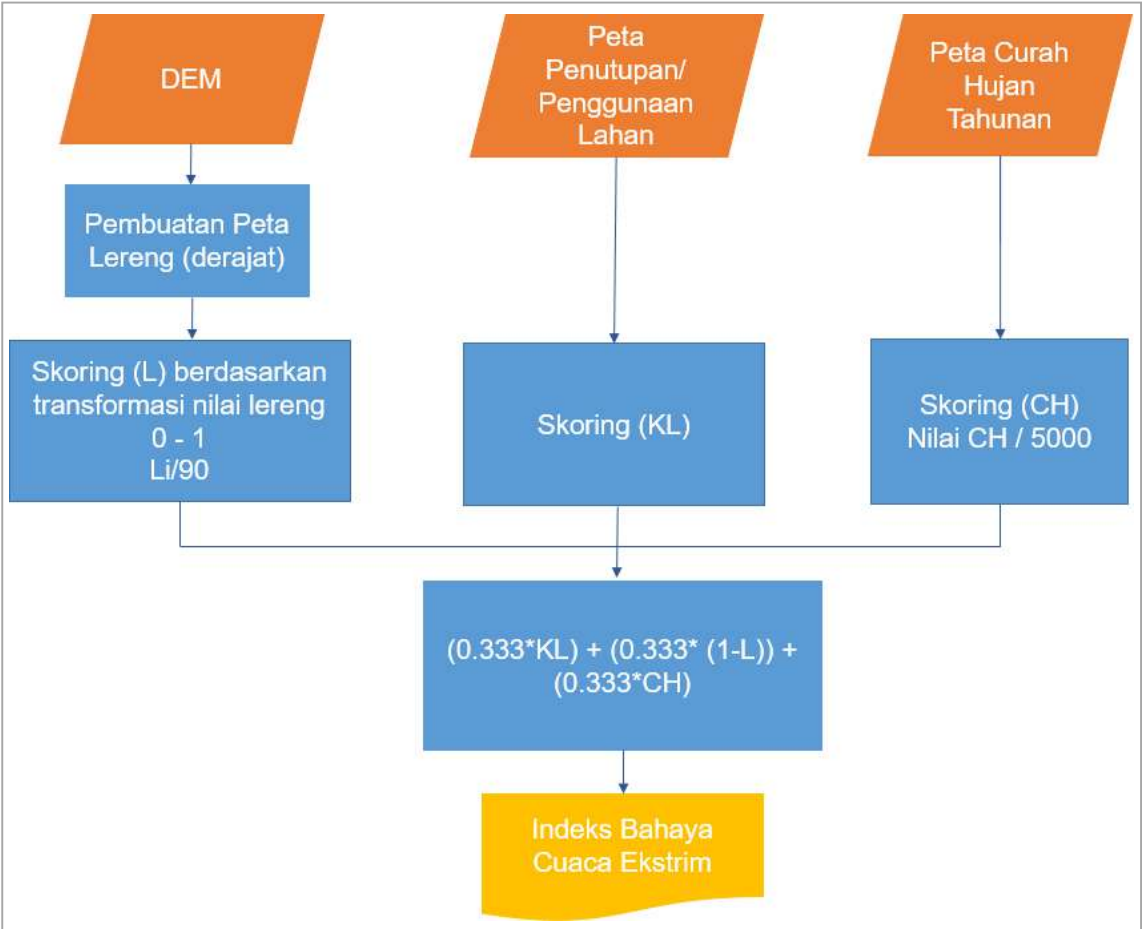 DEM
Peta
Penutupan/
Penggunaan
Lahan
Peta Curah
Hujan
Tahunan
Pembuatan Peta
Lereng (derajat)
Skoring (L) berdasarkan
transformasi nilai lereng
0 - 1
Li/90
Skoring (KL)
Skoring (CH)
Nilai CH / 5000
(0.333*KL) + (0.333* (1-L)) +
(0.333*CH)
Indeks Bahaya
Cuaca Ekstrim